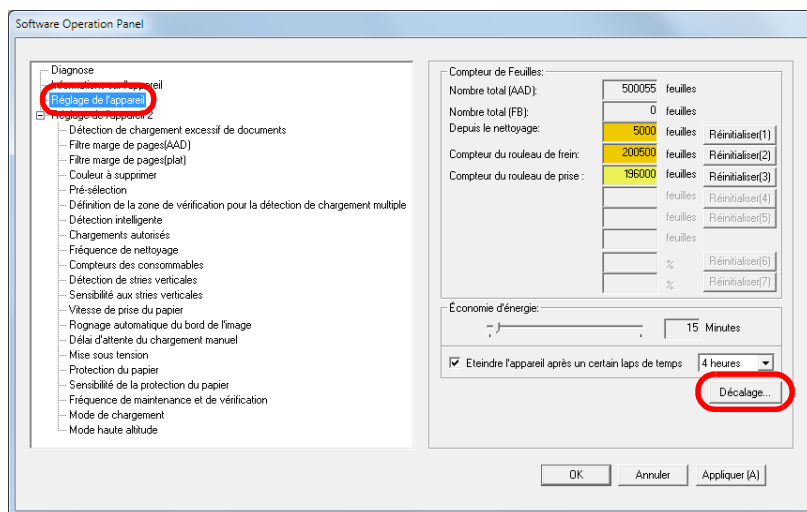 Software Operation Panel
Diagnose
Informations sur l'appareil
Réglage de l'appareil
Réglage de l'appareil 2
Détection de chargement excessif de documents
Filtre marge de pages(AAD)
Filtre marge de pages(plat)
Couleur à supprimer
Pré-sélection
Définition de la zone de vérification pour la détection de chargement multiple
Détection intelligente
Chargements autorisés
Fréquence de nettoyage
Compteurs des consommables
Détection de stries verticales
Sensibilité aux stries verticales
Vitesse de prise du papier
Rognage automatique du bord de l'image
Délai d'attente du chargement manuel
Mise sous tension
Protection du papier
Sensibilité de la protection du papier
Fréquence de maintenance et de vérification
Mode de chargement
Mode haute altitude
Compteur de Feuilles:
Nombre total (AAD): 500055 feuilles
Nombre total (FB): 0 feuilles
Depuis le nettoyage: 5000 feuilles Réinitialiser(1)
Compteur du rouleau de frein: 200500 feuilles Réinitialiser(2)
Compteur du rouleau de prise : 196000 feuilles Réinitialiser(3)
feuilles Réinitialiser(4)
feuilles Réinitialiser(5)
feuilles
% Réinitialiser(6)
% Réinitialiser(7)
Économie d'énergie:
15 Minutes
Eteindre l'appareil après un certain laps de temps 4 heures
Décalage...
OK Annuler Appliquer (A)